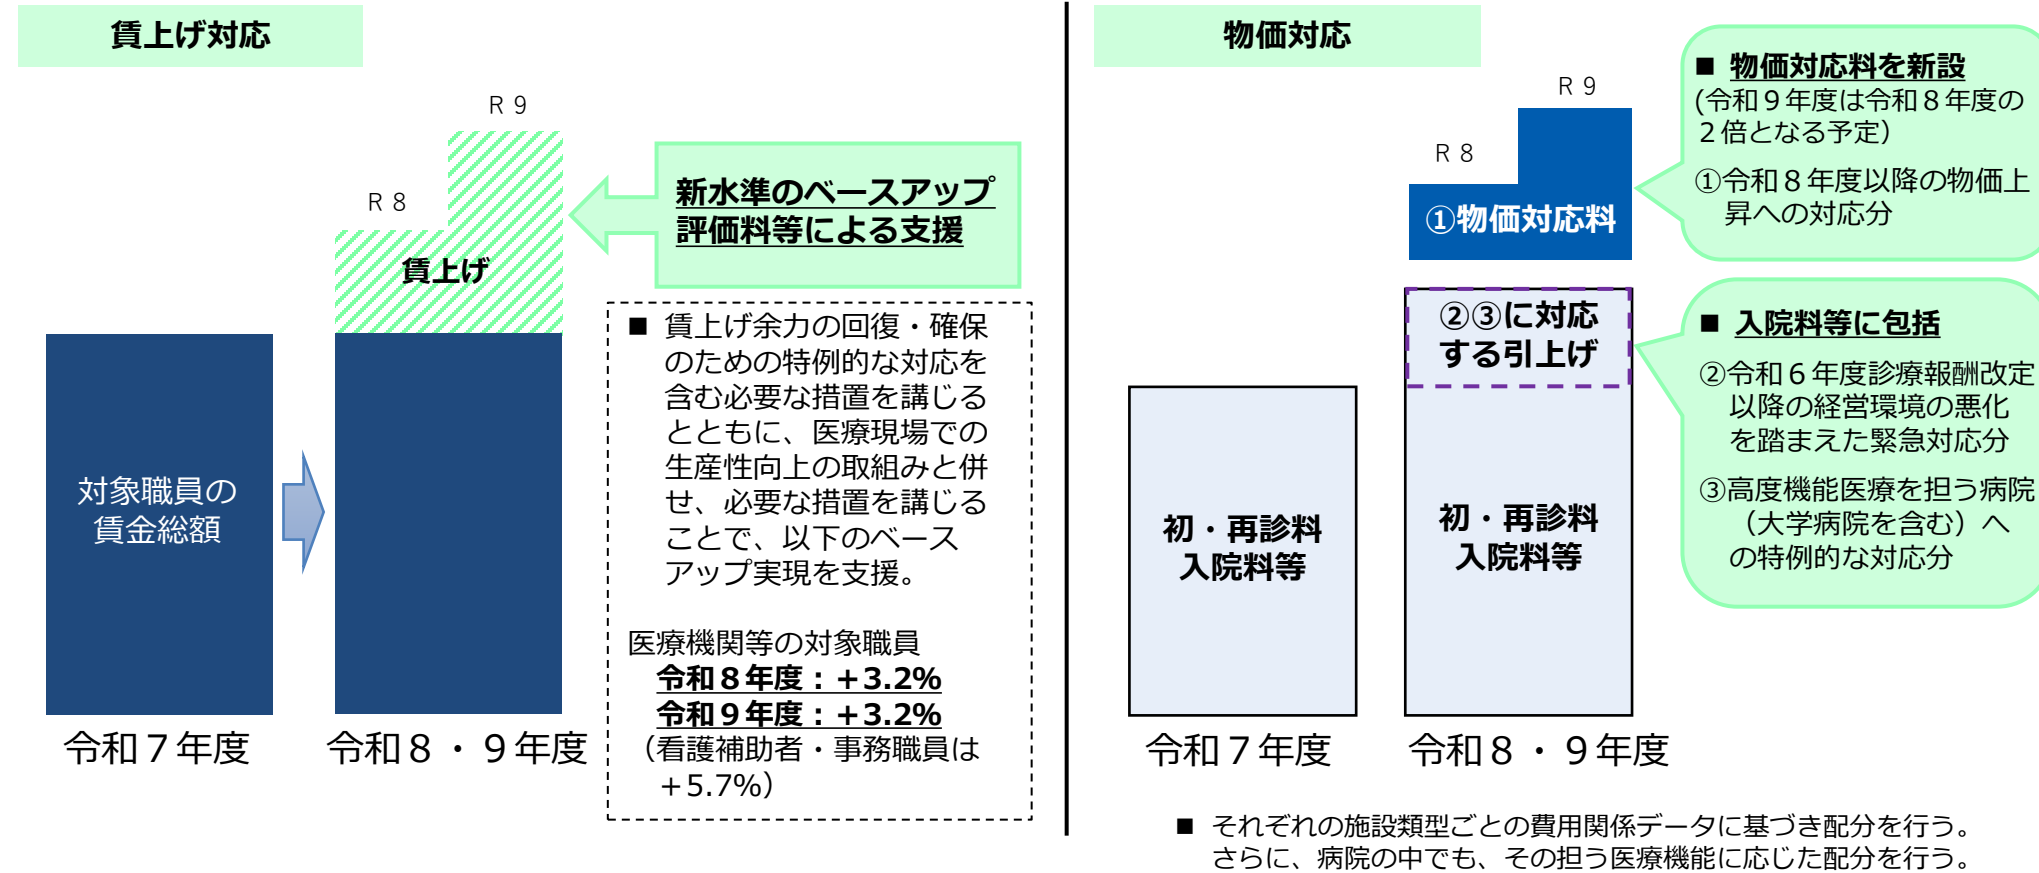 賃上げ対応
Ｒ９
Ｒ８
賃上げ
新水準のベースアップ
評価料等による支援
対象職員の
賃金総額
令和７年度
令和８・９年度
■ 賃上げ余力の回復・確保
のための特例的な対応を
含む必要な措置を講じる
とともに、医療現場での
生産性向上の取組みと併
せ、必要な措置を講じる
ことで、以下のベース
アップ実現を支援。
医療機関等の対象職員
令和８年度：＋3.2%
令和９年度：＋3.2%
（看護補助者・事務職員は
＋5.7%）
物価対応
Ｒ９
Ｒ８
①物価対応料
②③に対応
する引上げ
初・再診料
入院料等
初・再診料
入院料等
令和７年度
令和８・９年度
■ 物価対応料を新設
(令和９年度は令和８年度の
２倍となる予定）
①令和８年度以降の物価上
昇への対応分
■ 入院料等に包括
②令和６年度診療報酬改定
以降の経営環境の悪化
を踏まえた緊急対応分
③高度機能医療を担う病院
（大学病院を含む）へ
の特例的な対応分
■ それぞれの施設類型ごとの費用関係データに基づき配分を行う。
さらに、病院の中でも、その担う医療機能に応じた配分を行う。